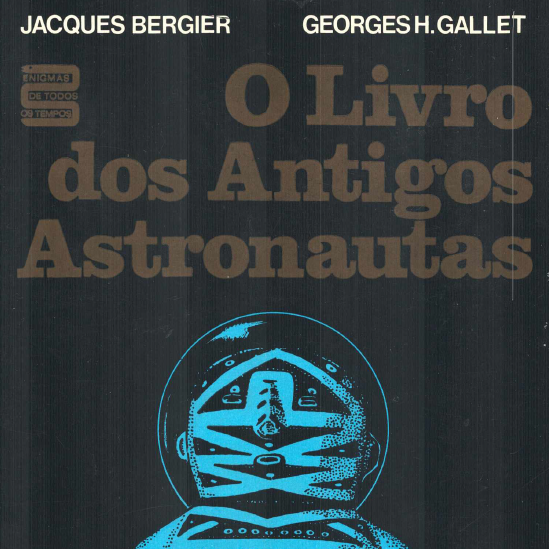 JACQUES BERGIER GEORGES H. GALLET
ENIGMAS
DE TODOS
OS TEMPOS
O Livro
dos Antigos
Astronautas